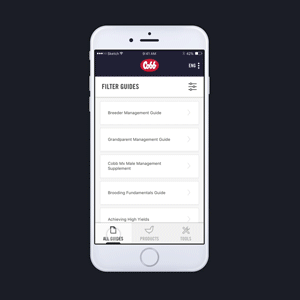 Sketch
9:41 AM
42%
Cobb
ENG
FILTER GUIDES
Breeder Management Guide
Grandparent Management Guide
Cobb Mv Male Management
Supplement
Brooding Fundamentals Guide
Achieving High Yields
ALL GUIDES
PRODUCTS
TOOLS